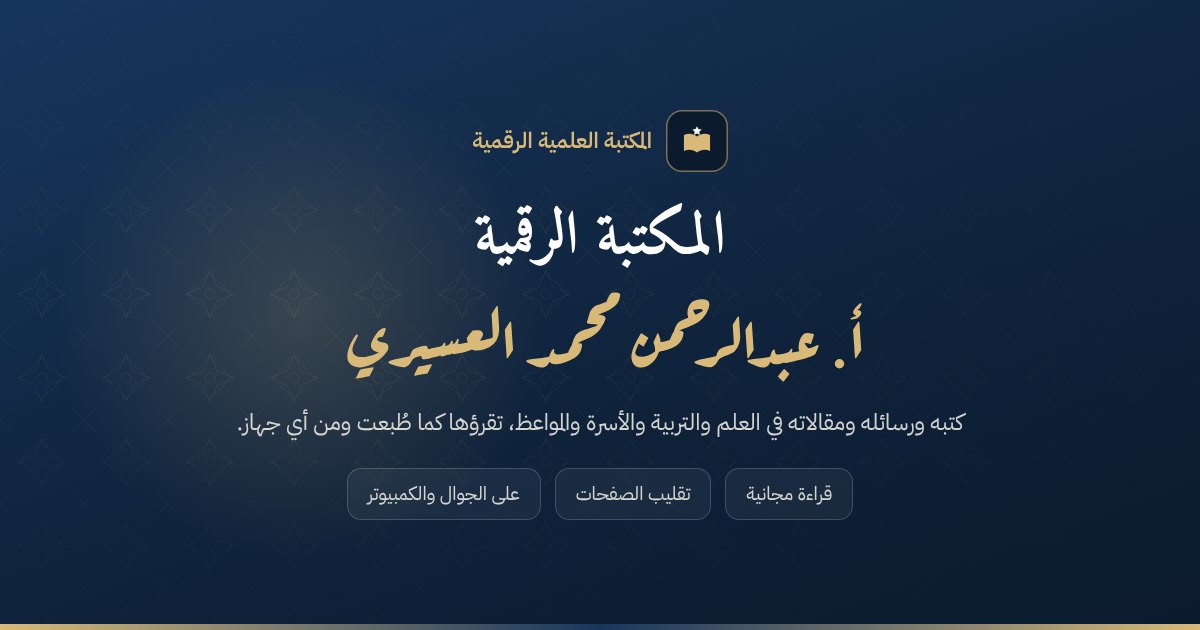 المكتبة العلمية الرقمية
المكتبة الرقمية
أ. عبدالرحمن محمد العسيري
كتبه ورسائله ومقالاته في العلم والتربية والأسرة والمواعظ، تقرؤها كما طُبعت ومن أي جهاز.
قراءة مجانية
تقليب الصفحات
على الجوال والكمبيوتر